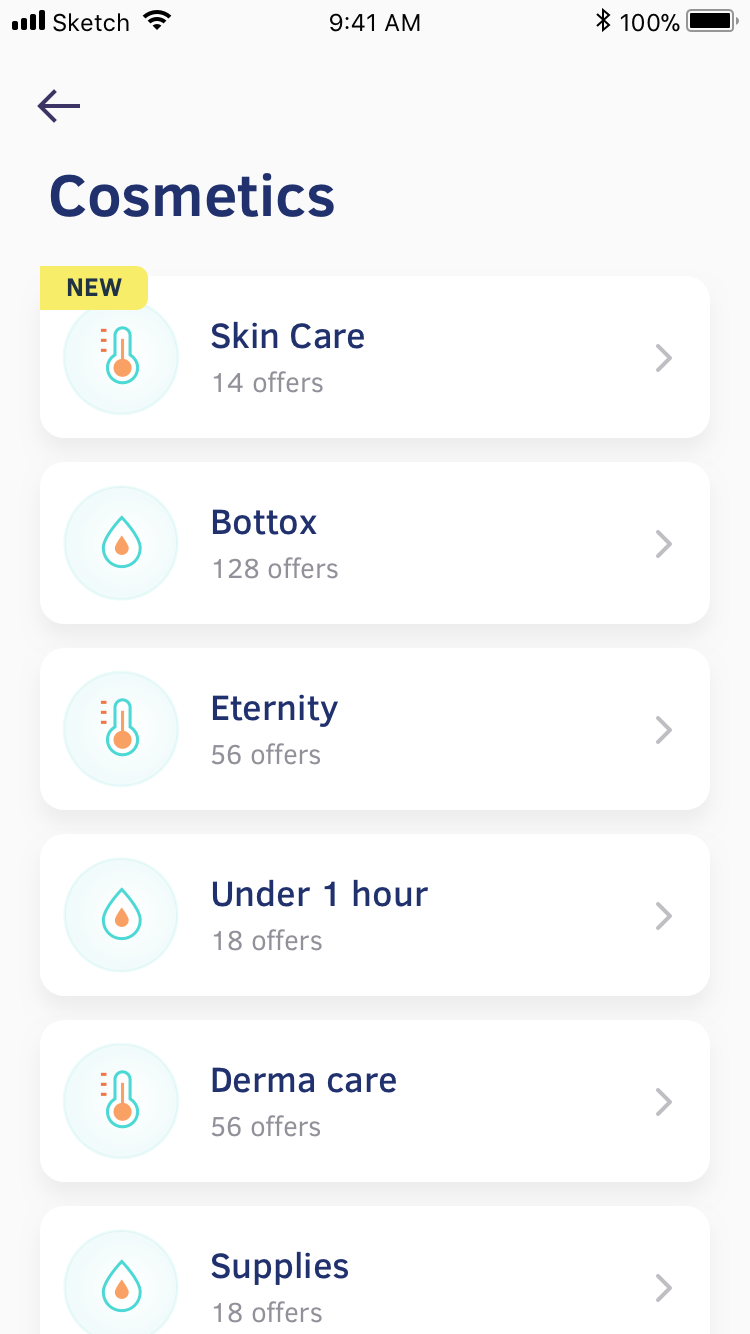 Sketch 9:41 AM 100%
Cosmetics
NEW
Skin Care
14 offers
Bottox
128 offers
Eternity
56 offers
Under 1 hour
18 offers
Derma care
56 offers
Supplies
18 offers